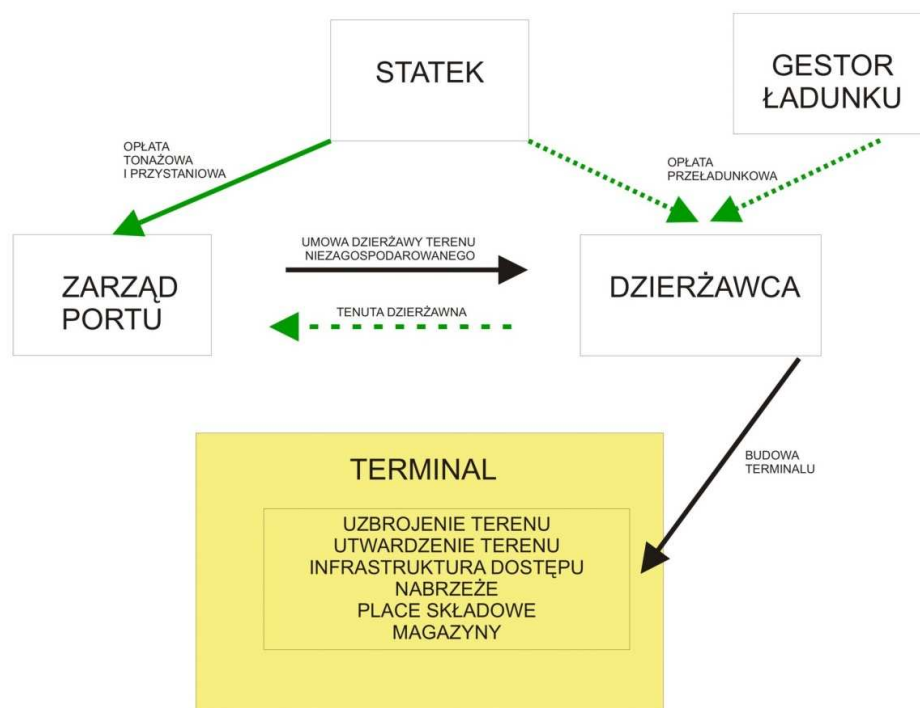 STATEK
GESTOR
ŁADUNKU
OPŁATA
TONAŻOWA
I PRZYSTANIOWA
OPŁATA
PRZEŁADUNKOWA
ZARZĄD
PORTU
UMOWA DZIERŻAWY TERENU
NIEZAGOSPODAROWANEGO
TENUTA DZIERŻAWNA
DZIERŻAWCA
BUDOWA
TERMINALU
TERMINAL
UZBROJENIE TERENU
UTWARDZENIE TERENU
INFRASTRUKTURA DOSTĘPU
NABRZEŻE
PLACE SKŁADOWE
MAGAZYNY